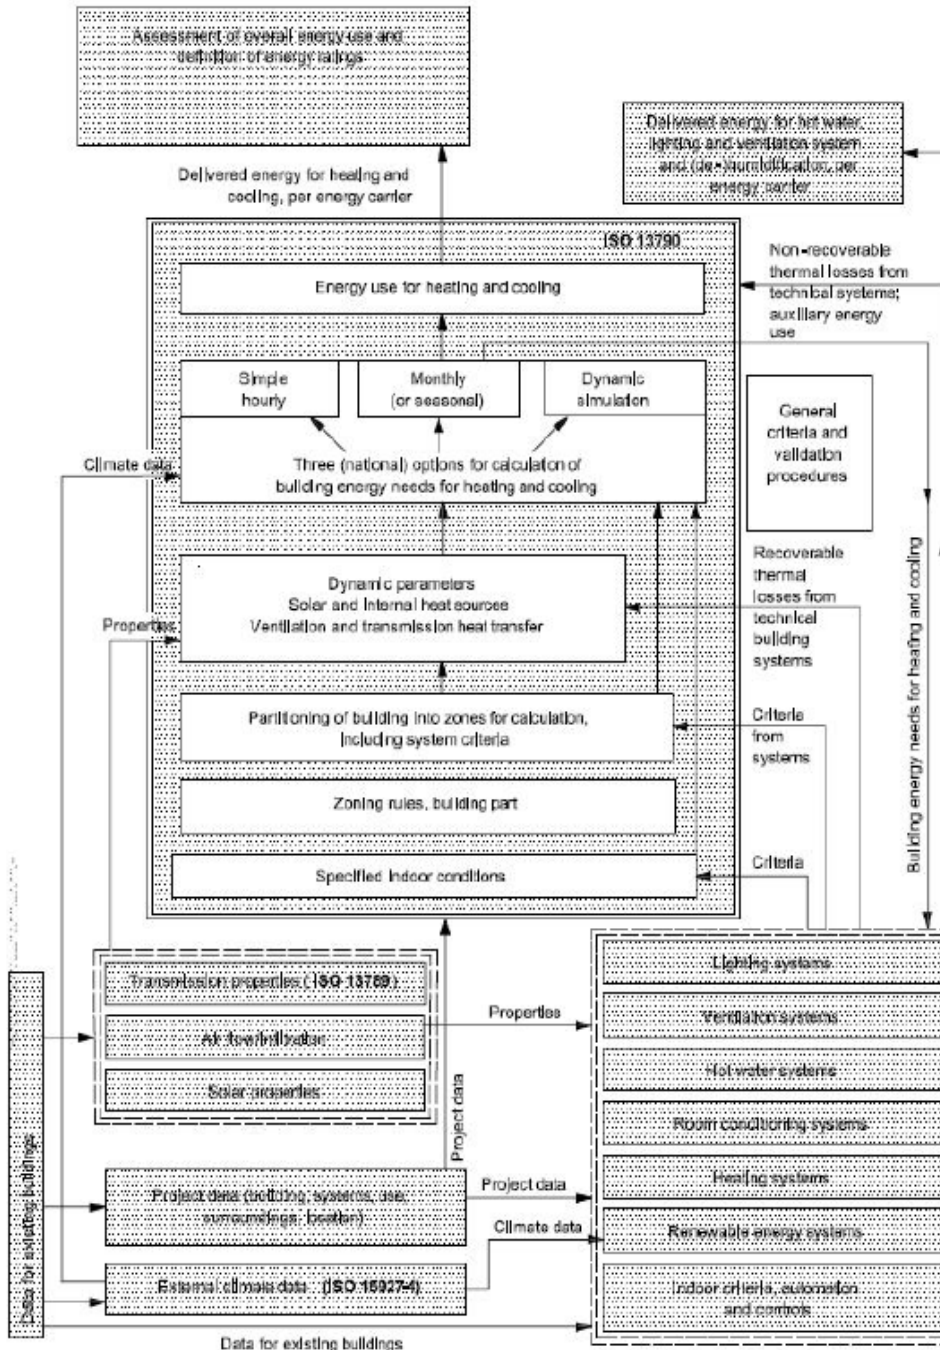 Assessment of overall energy use and
definition of energy ratings
Delivered energy for hot water,
lighting and ventilation system
and (de-)humidification, per
energy carrier
Delivered energy for heating and
cooling, per energy carrier
ISO 13790
Non-recoverable
thermal losses from
technical systems;
auxiliary energy
use
Energy use for heating and cooling
Simple
hourly
Monthly
(or seasonal)
Dynamic
simulation
General
criteria and
validation
procedures
Climate data
Three (national) options for calculation of
building energy needs for heating and cooling
Recoverable
thermal
losses from
technical
building
systems
Dynamic parameters
Solar and internal heat sources
Ventilation and transmission heat transfer
Properties
Building energy needs for heating and cooling
Partitioning of building into zones for calculation,
including system criteria
Criteria
from
systems
Zoning rules, building part
Specified indoor conditions
Criteria
Transmission properties (ISO 13789)
Air flow/infiltration
Solar properties
Properties
Project data
Lighting systems
Ventilation systems
Hot water systems
Room conditioning systems
Heating systems
Renewable energy systems
Indoor criteria, automation
and controls
Data for existing buildings
Project data (building, systems, use,
surroundings, location)
Project data
Climate data
External climate data (ISO 15927-4)
Data for existing buildings